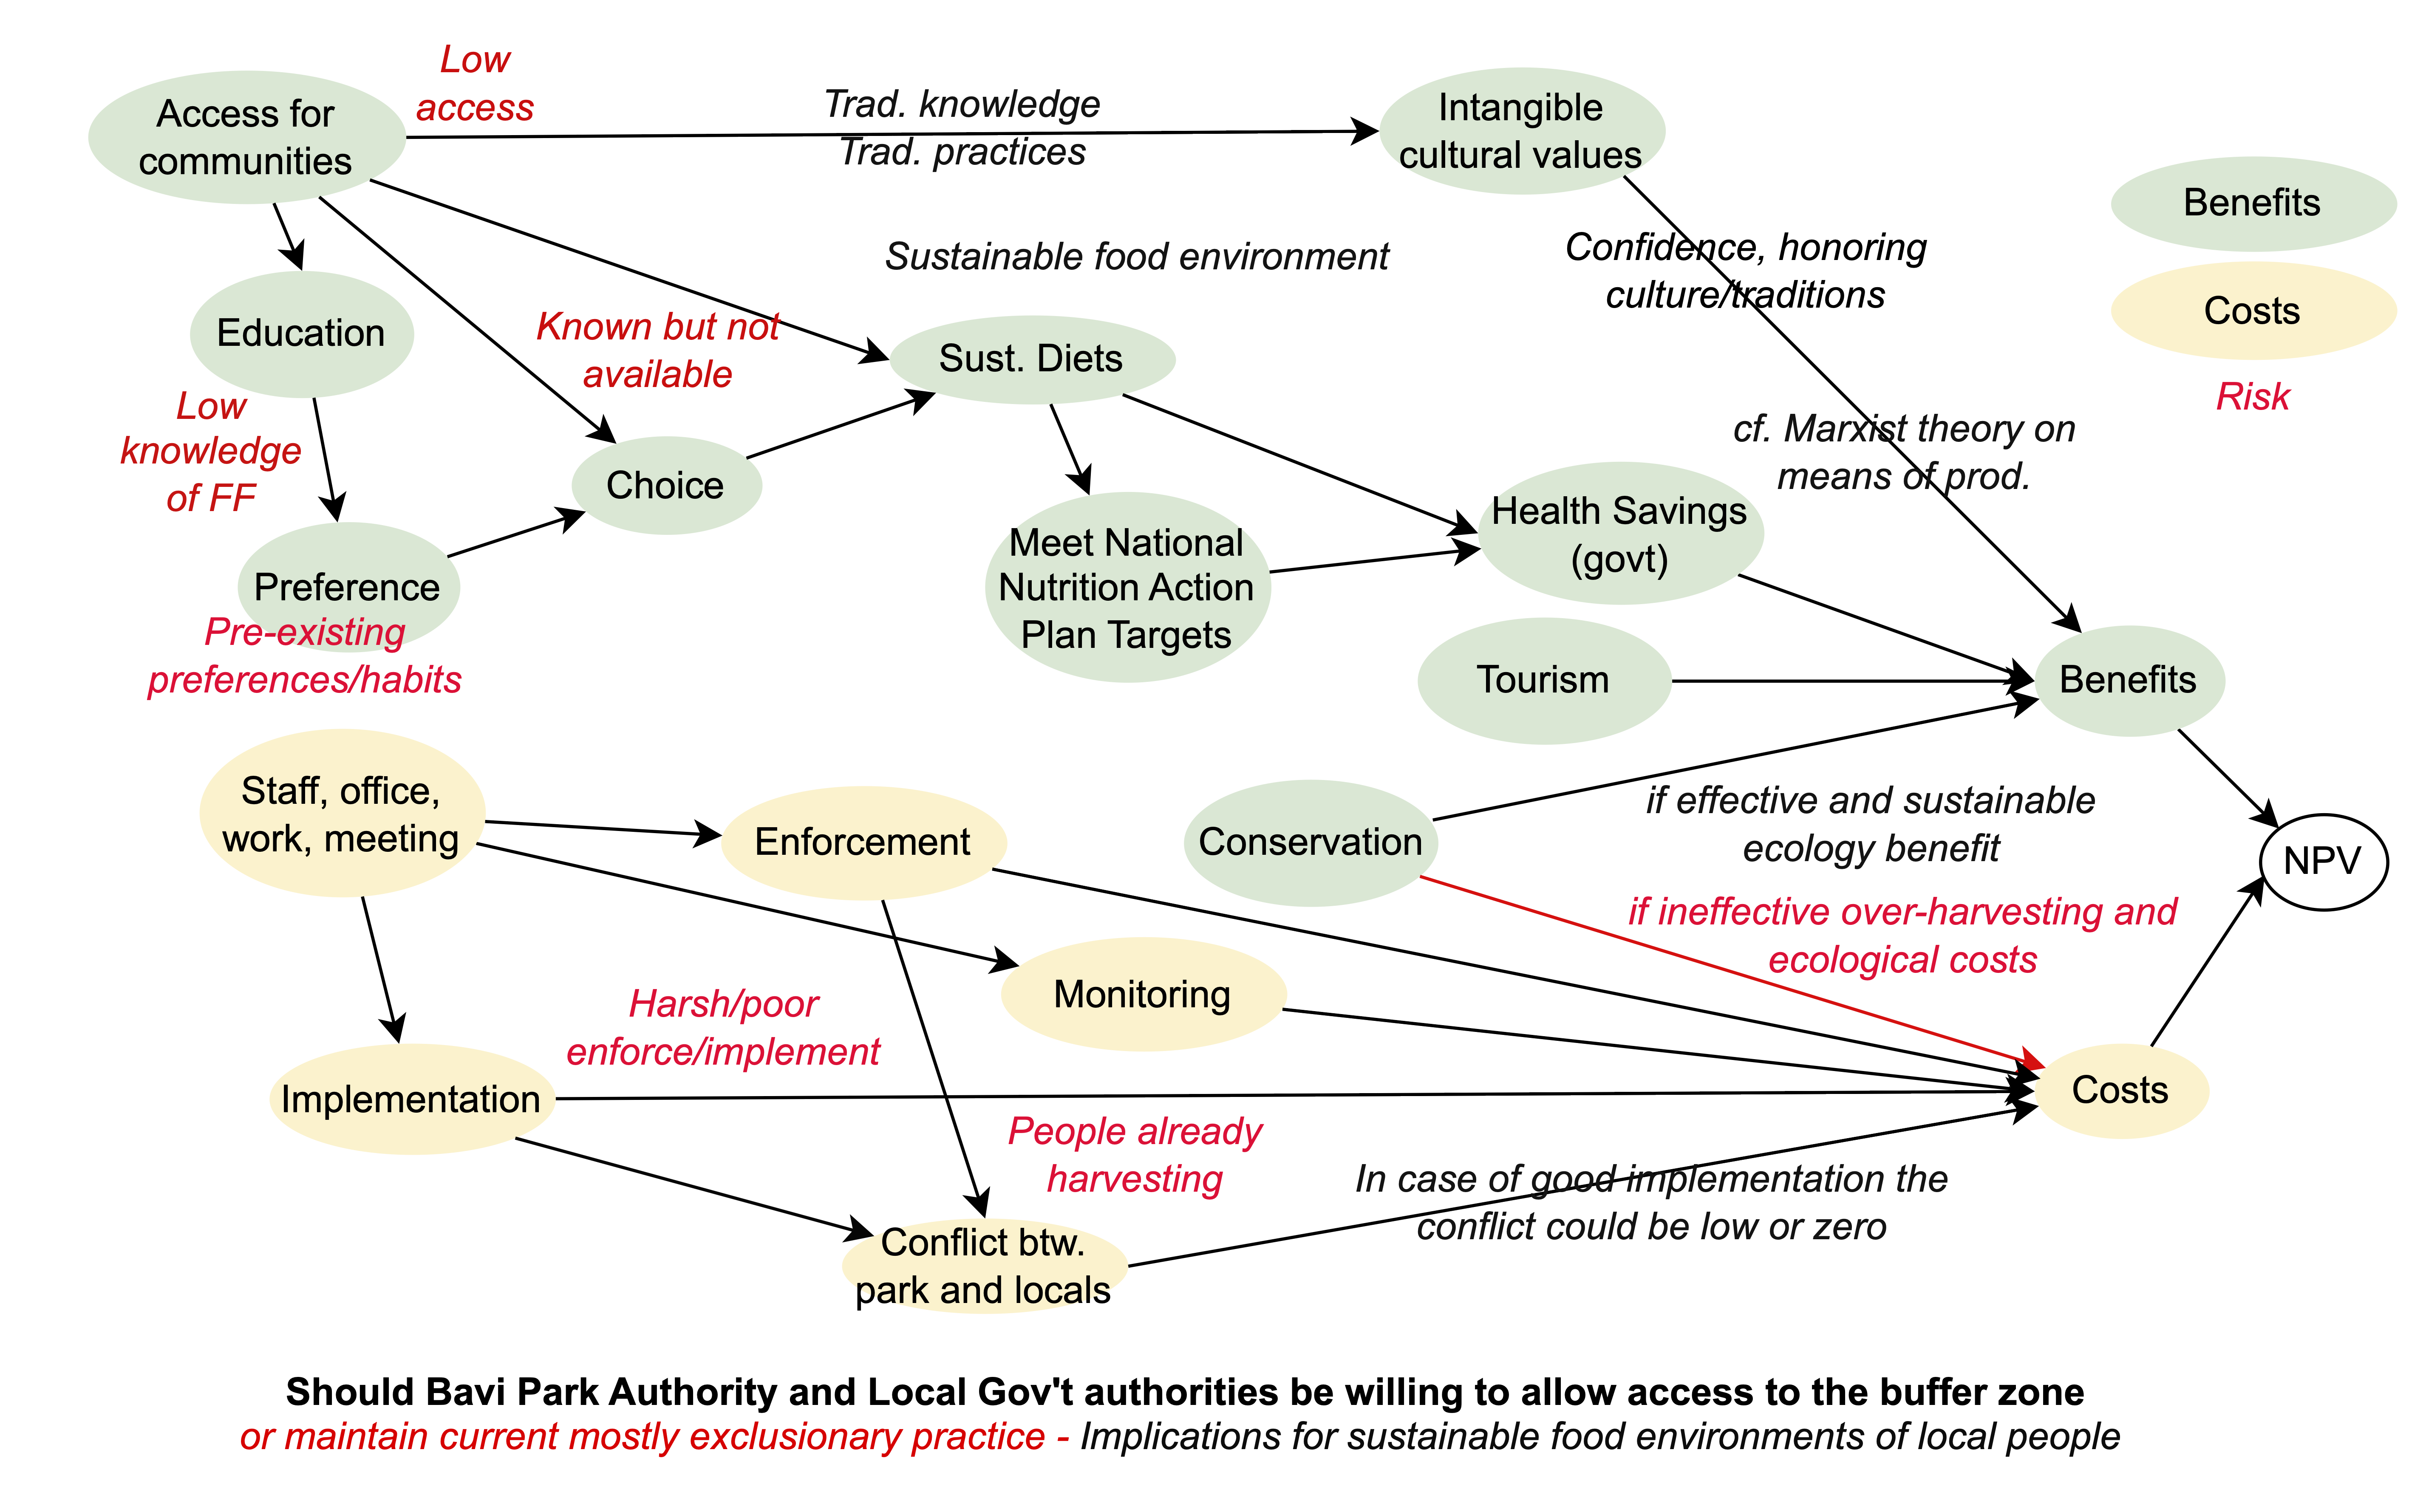 Low
access
Access for
communities
Trad. knowledge
Trad. practices
Intangible
cultural values
Benefits
Costs
Risk
Confidence, honoring
culture/traditions
Sustainable food environment
Education
Known but not
available
Sust. Diets
Low
knowledge
of FF
Choice
cf. Marxist theory on
means of prod.
Health Savings
(govt)
Meet National
Nutrition Action
Plan Targets
Preference
Pre-existing
preferences/habits
Tourism
Benefits
Staff, office,
work, meeting
Enforcement
Conservation
if effective and sustainable
ecology benefit
NPV
if ineffective over-harvesting and
ecological costs
Monitoring
Harsh/poor
enforce/implement
Implementation
Costs
People already
harvesting
In case of good implementation the
conflict could be low or zero
Conflict btw.
park and locals
Should Bavi Park Authority and Local Gov't authorities be willing to allow access to the buffer zone
or maintain current mostly exclusionary practice - Implications for sustainable food environments of local people